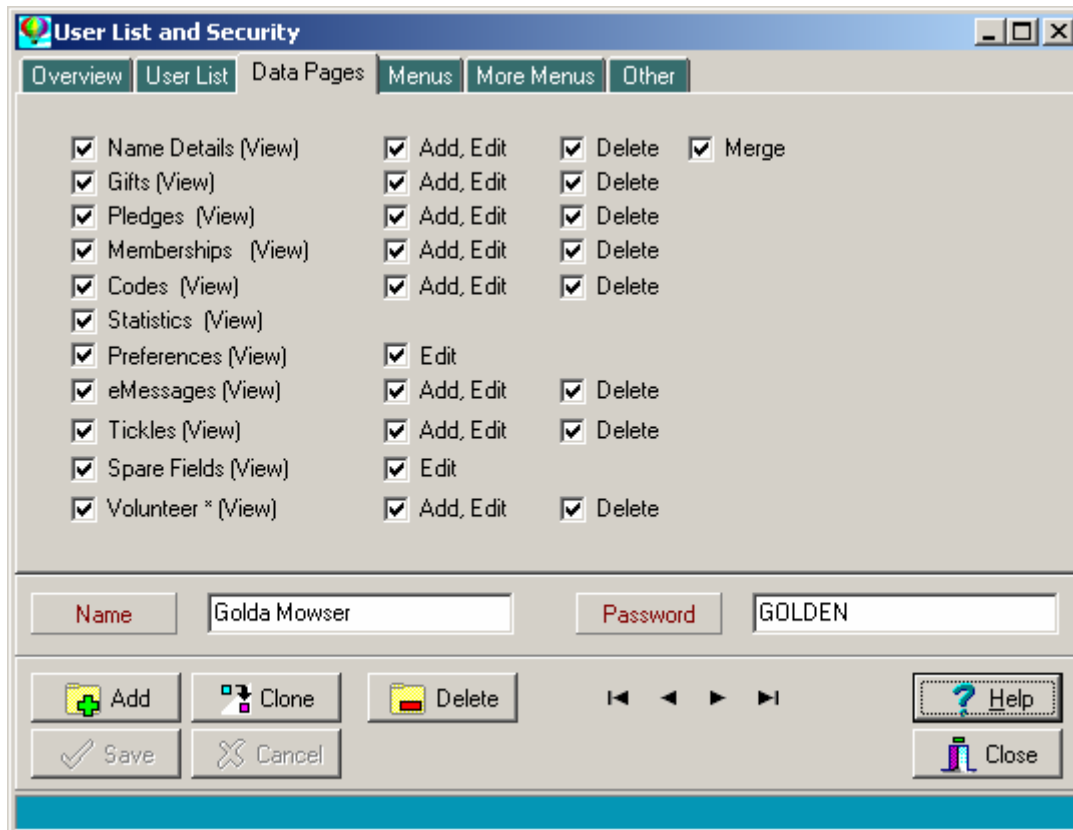 User List and Security
Overview User List Data Pages Menus More Menus Other
Name Details (View) Add, Edit Delete Merge
Gifts (View) Add, Edit Delete
Pledges (View) Add, Edit Delete
Memberships (View) Add, Edit Delete
Codes (View) Add, Edit Delete
Statistics (View)
Preferences (View) Edit
eMessages (View) Add, Edit Delete
Tickles (View) Add, Edit Delete
Spare Fields (View) Edit
Volunteer * (View) Add, Edit Delete
Name Golda Mowser Password GOLDEN
Add Clone Delete Help
Save Cancel Close